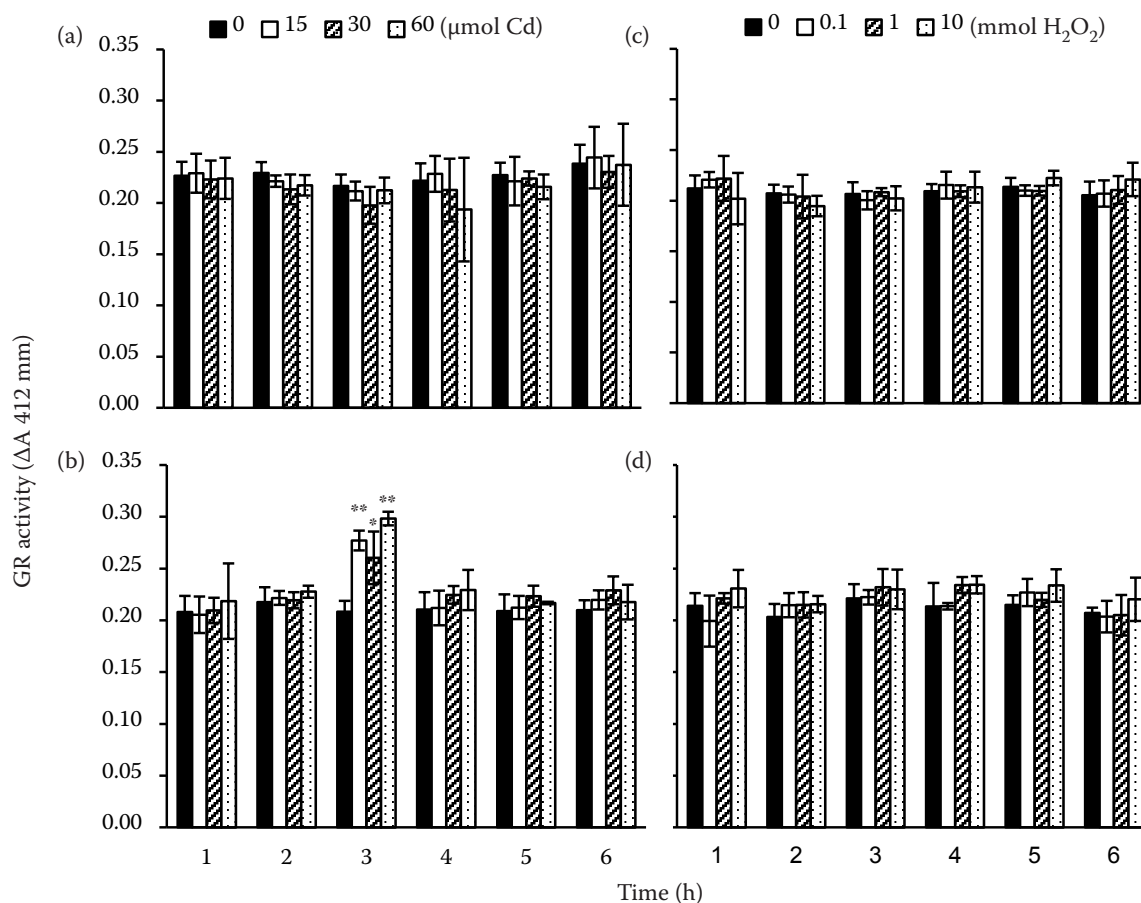 (a) 0 15 30 60 (μmol Cd)
0.35
0.30
0.25
0.20
0.15
0.10
0.05
0.00
(c) 0 0.1 1 10 (mmol H₂O₂)
GR activity (ΔA 412 mm)
(b) 0.35
0.30
0.25
0.20
0.15
0.10
0.05
0.00
** * **
1 2 3 4 5 6
(d)
1 2 3 4 5 6
Time (h)